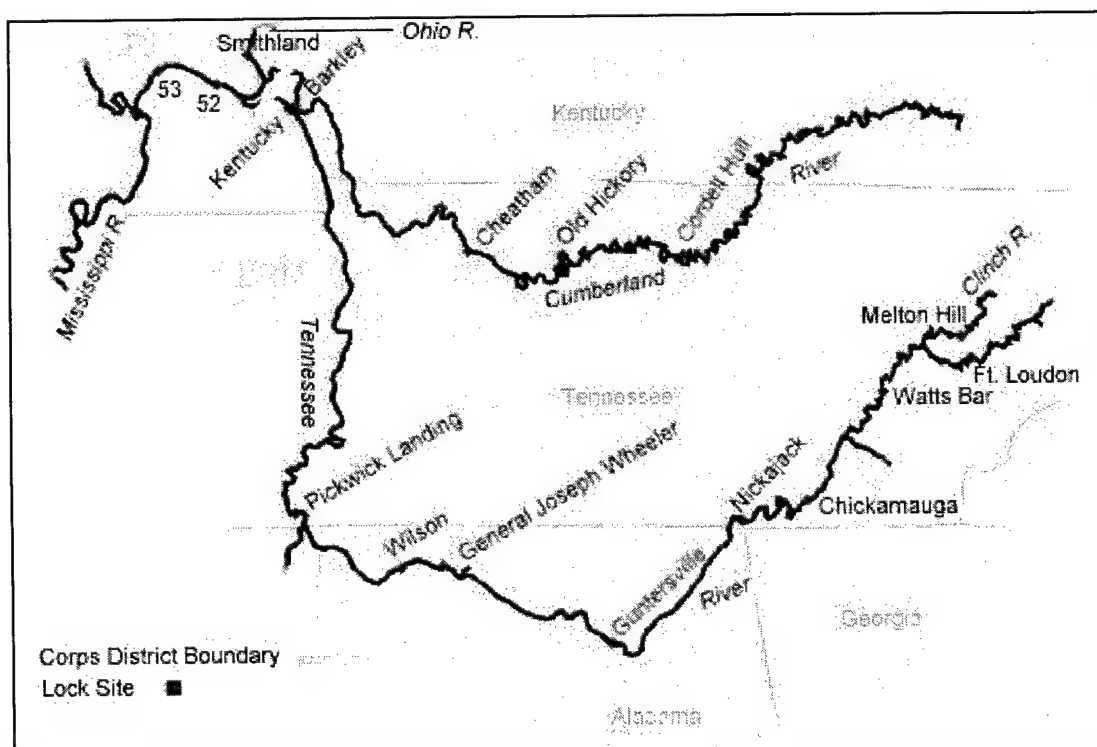 Ohio R.
Smithland
Barkley
53
52
Kentucky
Kentucky
Cheatham
Old Hickory
Cordell Hull
River
Mississippi R.
Cumberland
Clinch R.
Melton Hill
Ft. Loudon
Tennessee
Tennessee
Watts Bar
Pickwick Landing
General Joseph Wheeler
Nickajack
Chickamauga
Wilson
Guntersville
River
Georgia
Corps District Boundary
Lock Site
Alabama